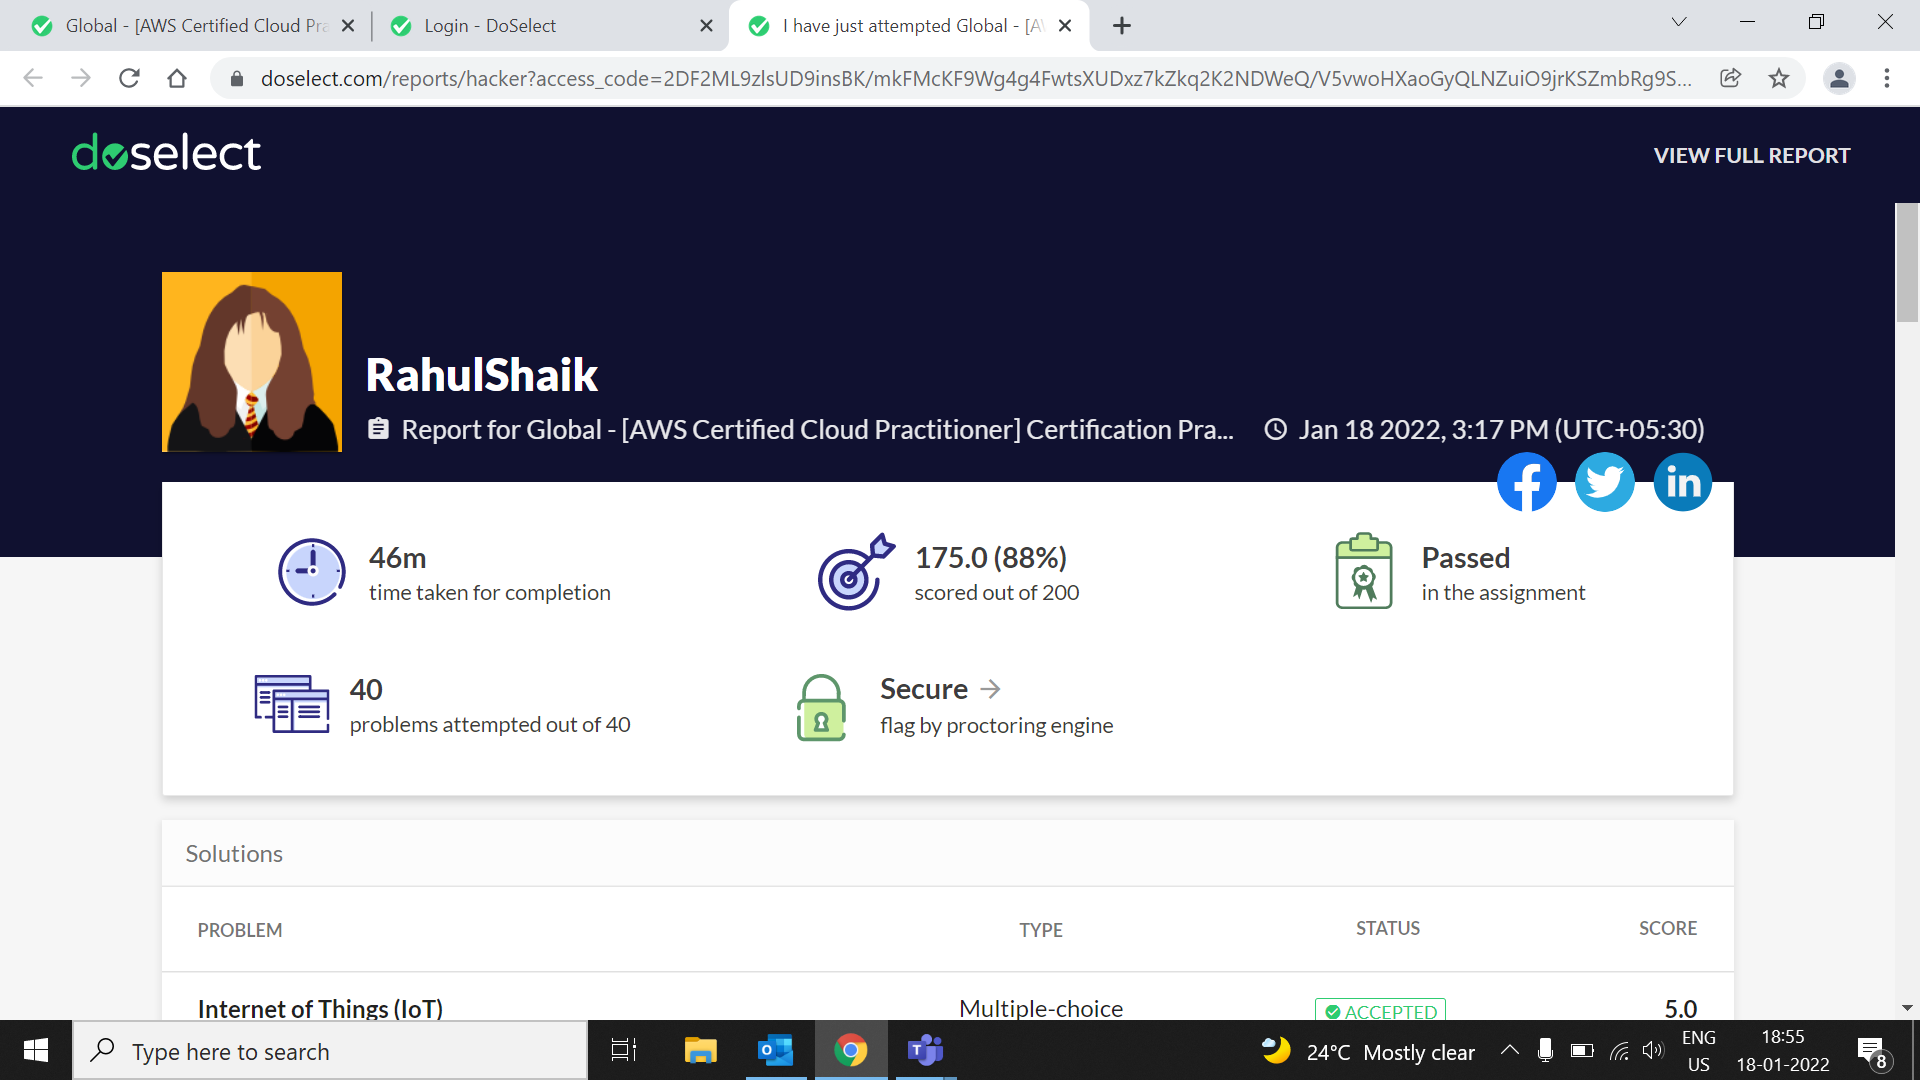 Global - [AWS Certified Cloud Pra
Login - DoSelect
I have just attempted Global - [A
doselect.com/reports/hacker?access_code=2DF2ML9zlsUD9insBK/mkFMcKF9Wg4g4FwtsXUDxz7kZkq2K2NDWeQ/V5vwoHXaoGyQLNZuiO9jrKSZmbRg9S...
doselect
VIEW FULL REPORT
RahulShaik
Report for Global - [AWS Certified Cloud Practitioner] Certification Pra...
Jan 18 2022, 3:17 PM (UTC+05:30)
46m
time taken for completion
175.0 (88%)
scored out of 200
Passed
in the assignment
40
problems attempted out of 40
Secure
flag by proctoring engine
Solutions
PROBLEM TYPE STATUS SCORE
Internet of Things (IoT) Multiple-choice ACCEPTED 5.0
Type here to search
24°C Mostly clear
ENG
US
18:55
18-01-2022
8